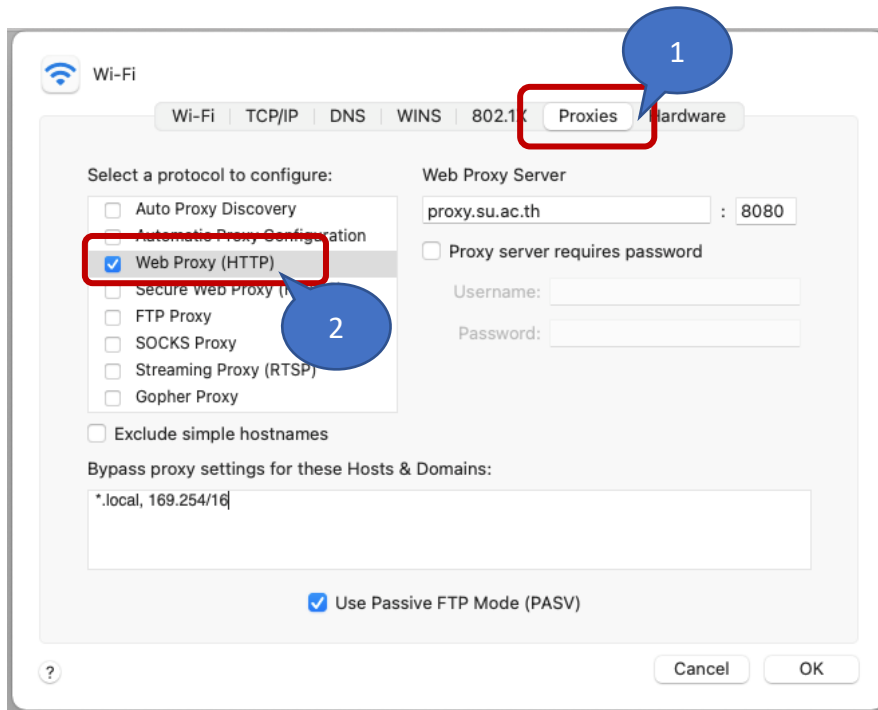 1
Wi-Fi
Wi-Fi TCP/IP DNS WINS 802.1X Proxies Hardware
Select a protocol to configure:
Web Proxy Server
Auto Proxy Discovery
proxy.su.ac.th : 8080
Automatic Proxy Configuration
Proxy server requires password
Web Proxy (HTTP)
Username:
Secure Web Proxy
FTP Proxy
2
Password:
SOCKS Proxy
Streaming Proxy (RTSP)
Gopher Proxy
Exclude simple hostnames
Bypass proxy settings for these Hosts & Domains:
*.local, 169.254/16
Use Passive FTP Mode (PASV)
?
Cancel OK